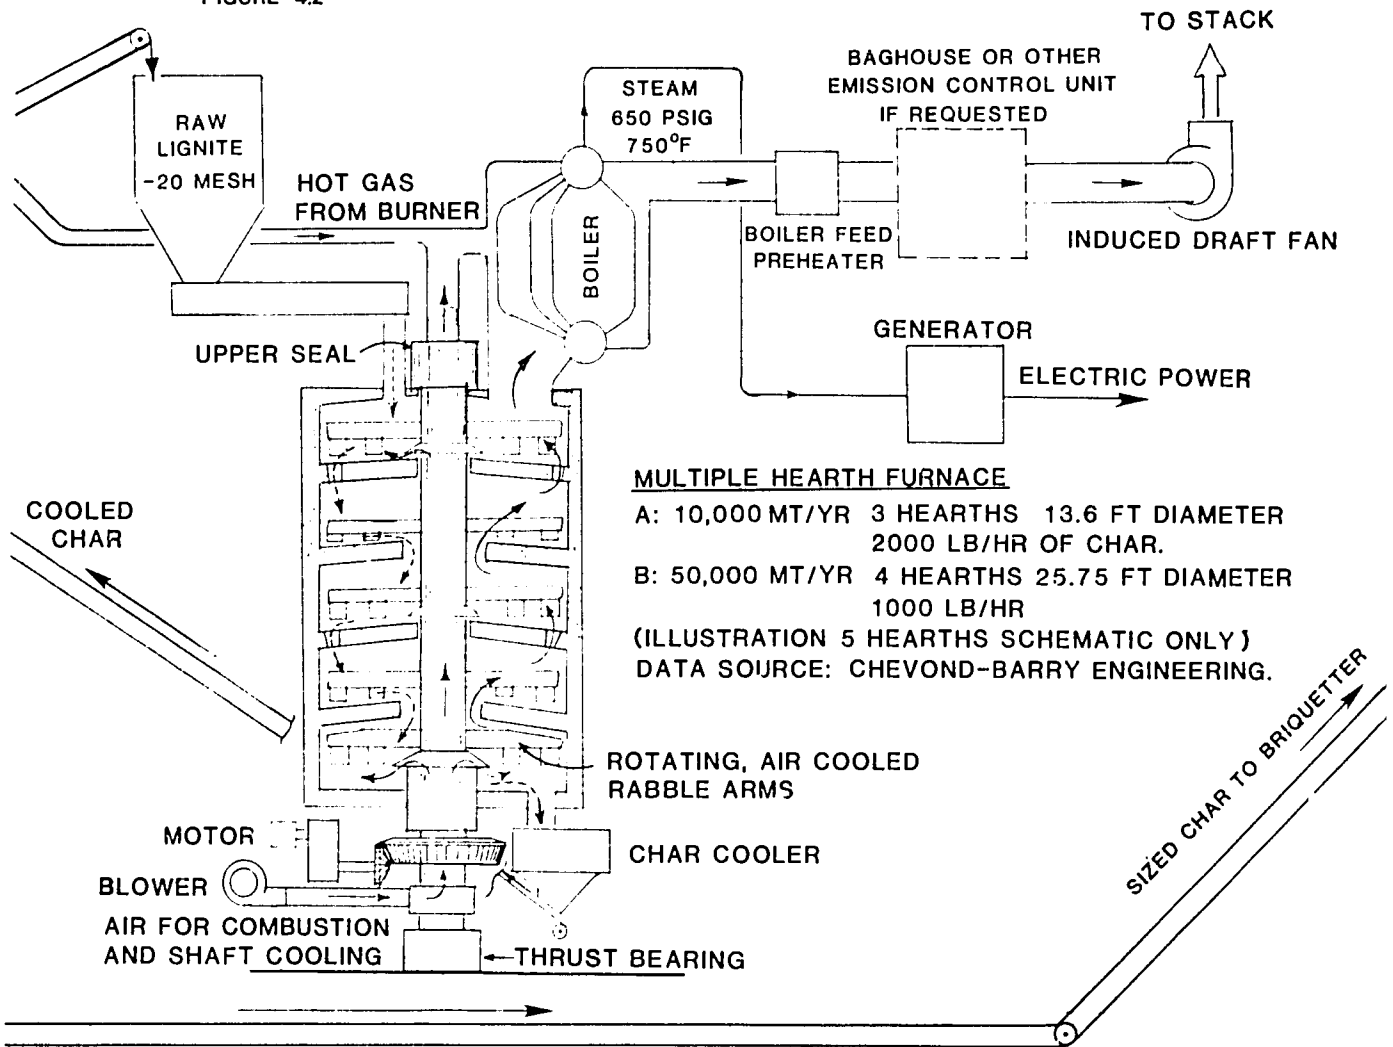 FIGURE 4.2
TO STACK
BAGHOUSE OR OTHER
EMISSION CONTROL UNIT
IF REQUESTED
STEAM
650 PSIG
750°F
RAW
LIGNITE
-20 MESH
HOT GAS
FROM BURNER
BOILER
BOILER FEED
PREHEATER
INDUCED DRAFT FAN
UPPER SEAL
GENERATOR
ELECTRIC POWER
MULTIPLE HEARTH FURNACE
A: 10,000 MT/YR 3 HEARTHS 13.6 FT DIAMETER
2000 LB/HR OF CHAR.
B: 50,000 MT/YR 4 HEARTHS 25.75 FT DIAMETER
1000 LB/HR
(ILLUSTRATION 5 HEARTHS SCHEMATIC ONLY)
DATA SOURCE: CHEVOND-BARRY ENGINEERING.
COOLED
CHAR
ROTATING, AIR COOLED
RABBLE ARMS
SIZED CHAR TO BRIQUETTER
MOTOR
CHAR COOLER
BLOWER
AIR FOR COMBUSTION
AND SHAFT COOLING
THRUST BEARING